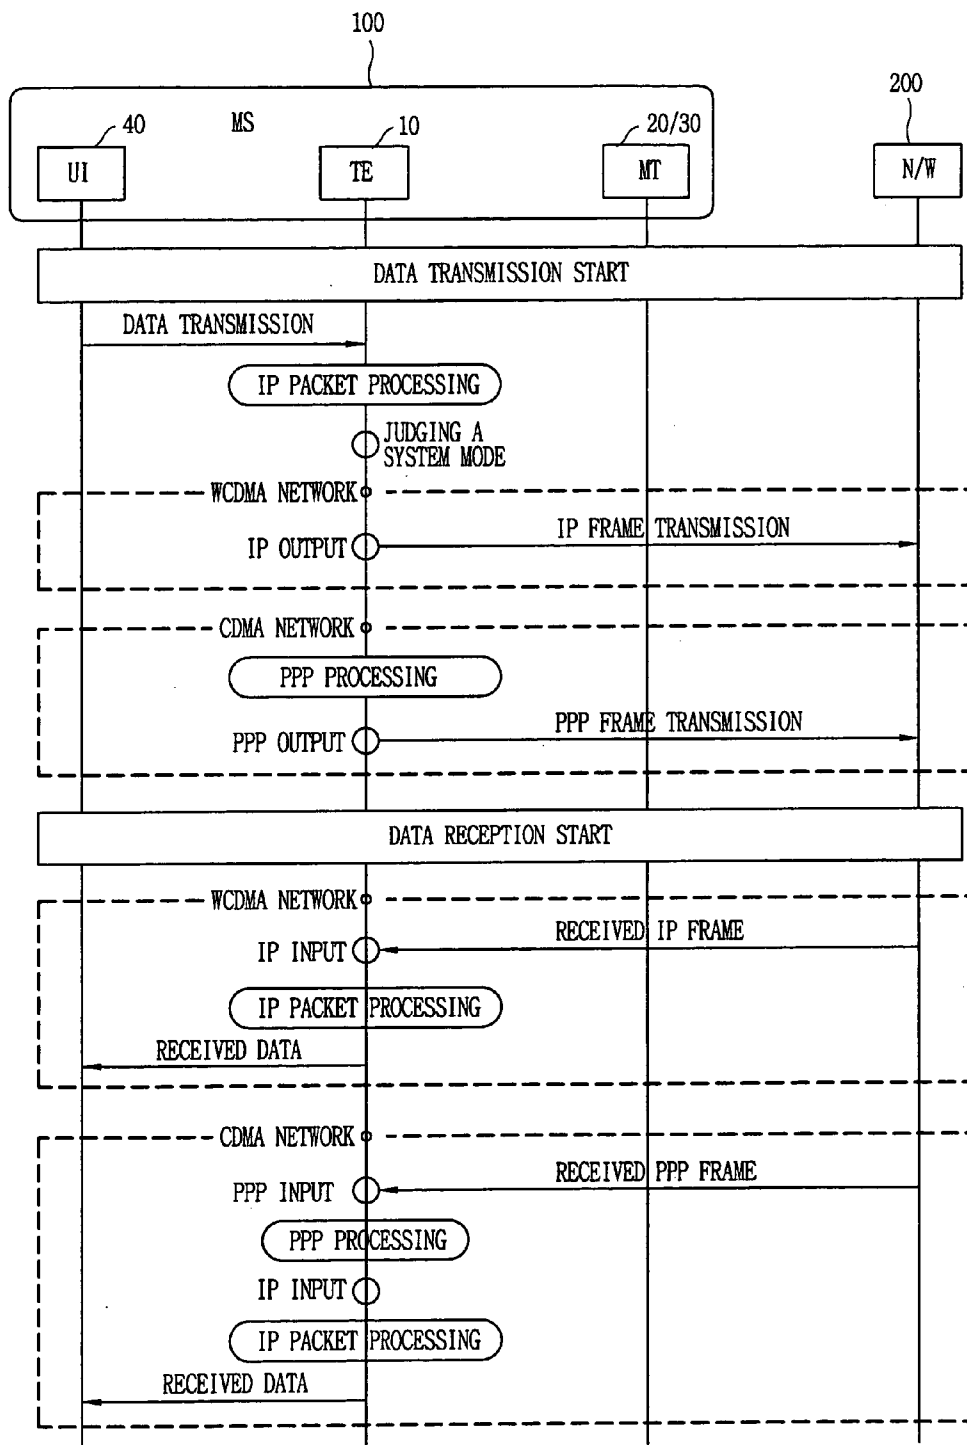 100
200
MS
40
10
20/30
UI
TE
MT
N/W
DATA TRANSMISSION START
DATA TRANSMISSION
IP PACKET PROCESSING
JUDGING A
SYSTEM MODE
WCDMA NETWORK
IP OUTPUT
IP FRAME TRANSMISSION
CDMA NETWORK
PPP PROCESSING
PPP OUTPUT
PPP FRAME TRANSMISSION
DATA RECEPTION START
WCDMA NETWORK
IP INPUT
RECEIVED IP FRAME
IP PACKET PROCESSING
RECEIVED DATA
CDMA NETWORK
PPP INPUT
RECEIVED PPP FRAME
PPP PROCESSING
IP INPUT
IP PACKET PROCESSING
RECEIVED DATA